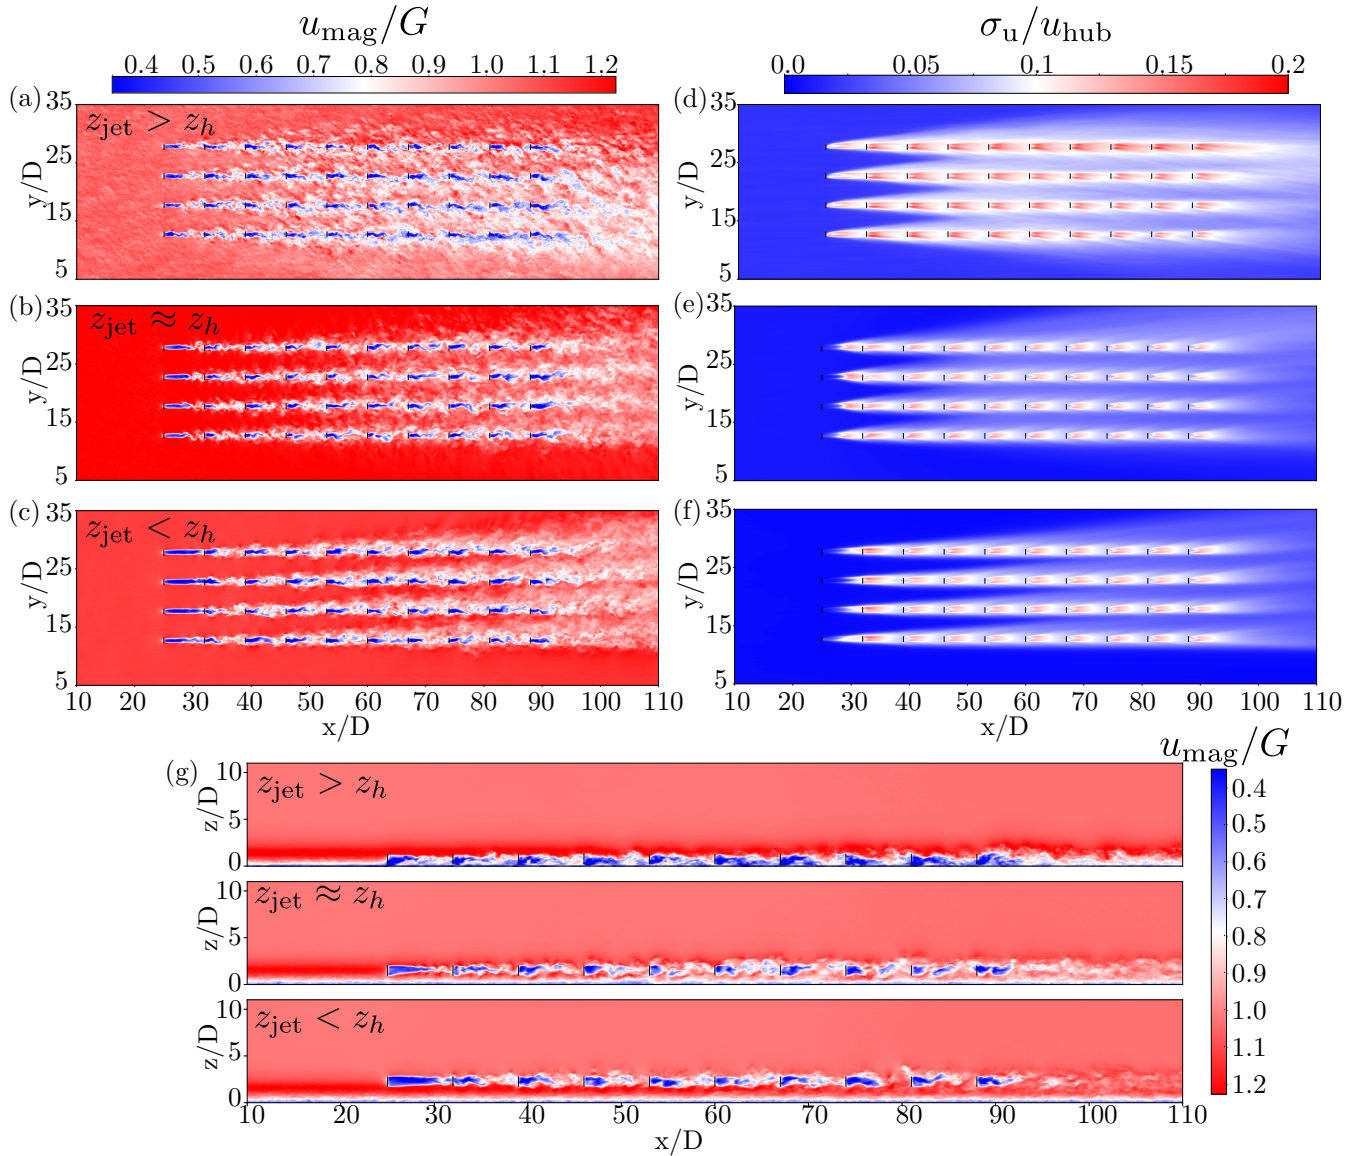 u_mag/G
0.4 0.5 0.6 0.7 0.8 0.9 1.0 1.1 1.2
σ_u/u_hub
0.0 0.05 0.1 0.15 0.2
(a)
z_jet > z_h
35
25
15
5
y/D
(d)
35
25
15
5
y/D
(b)
z_jet ≈ z_h
35
25
15
5
y/D
(e)
35
25
15
5
y/D
(c)
z_jet < z_h
35
25
15
5
y/D
10 20 30 40 50 60 70 80 90 100 110
x/D
(f)
35
25
15
5
y/D
10 20 30 40 50 60 70 80 90 100 110
x/D
(g)
z_jet > z_h
10
5
0
z/D
z_jet ≈ z_h
10
5
0
z/D
z_jet < z_h
10
5
0
z/D
10 20 30 40 50 60 70 80 90 100 110
x/D
u_mag/G
0.4
0.5
0.6
0.7
0.8
0.9
1.0
1.1
1.2